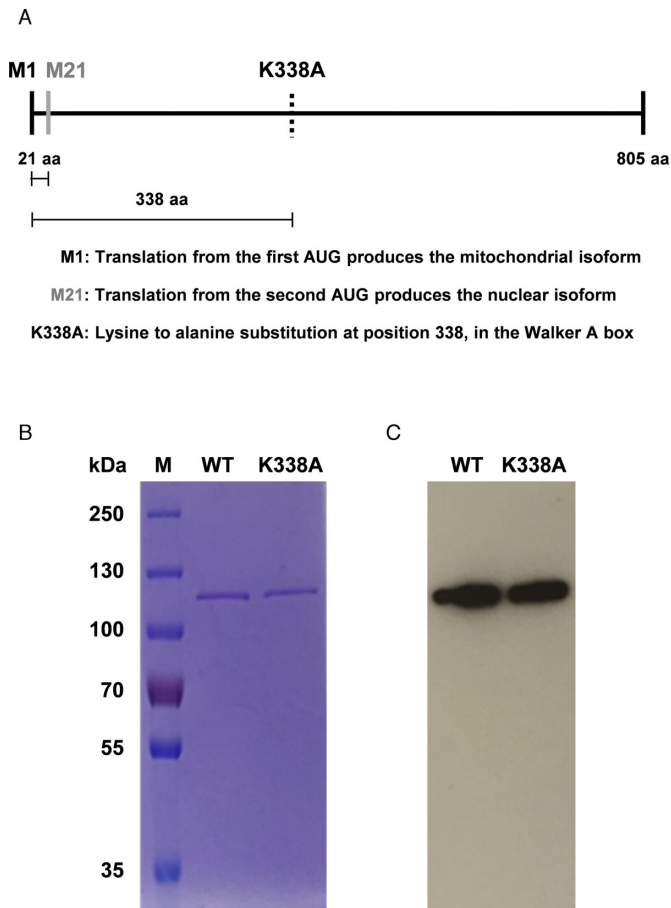 A
M1 M21 K338A
21 aa 805 aa
338 aa
M1: Translation from the first AUG produces the mitochondrial isoform
M21: Translation from the second AUG produces the nuclear isoform
K338A: Lysine to alanine substitution at position 338, in the Walker A box
B C
kDa M WT K338A WT K338A
250
130
100
70
55
35